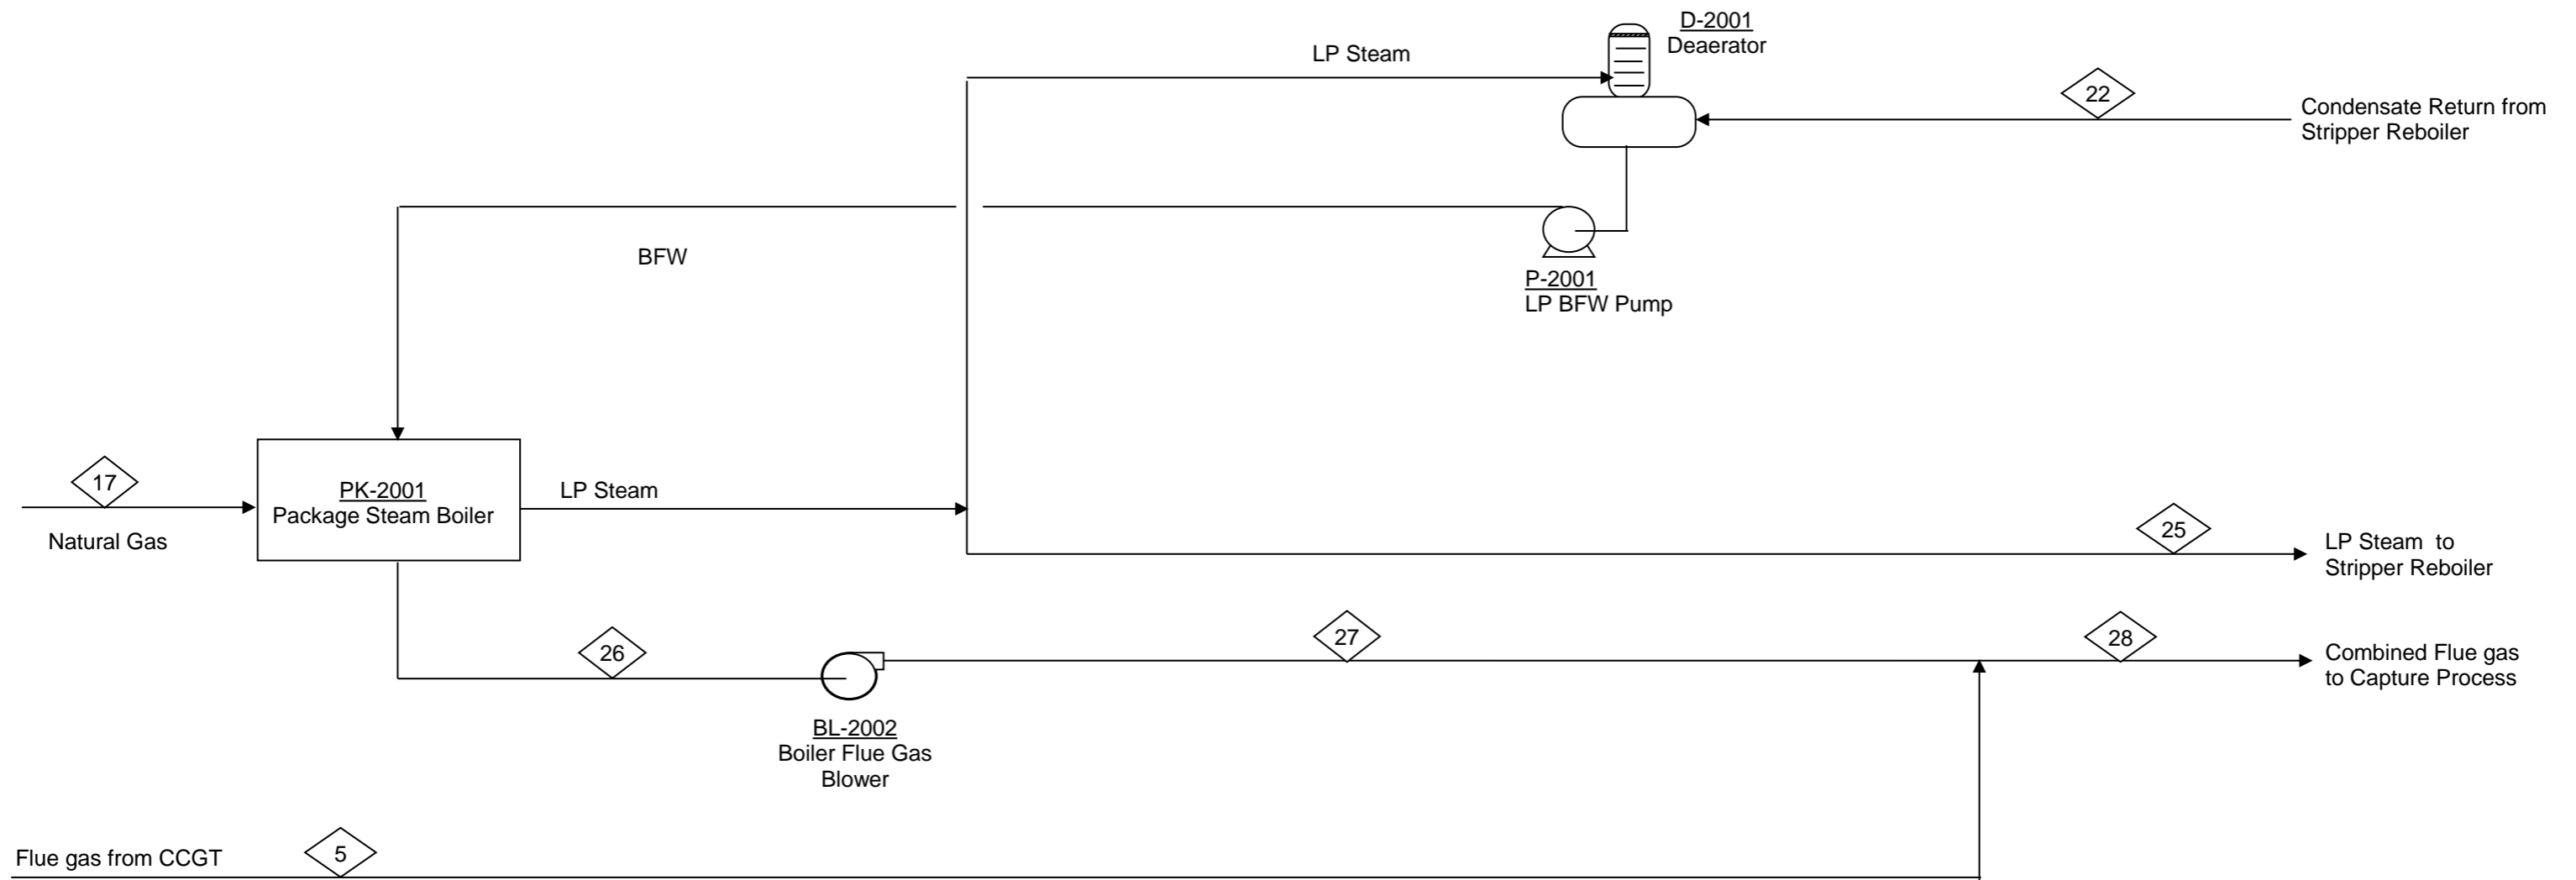 D-2001
Deaerator
LP Steam
22
Condensate Return from
Stripper Reboiler
BFW
P-2001
LP BFW Pump
17
Natural Gas
PK-2001
Package Steam Boiler
LP Steam
25
LP Steam to
Stripper Reboiler
26
27
28
Combined Flue gas
to Capture Process
BL-2002
Boiler Flue Gas
Blower
Flue gas from CCGT
5